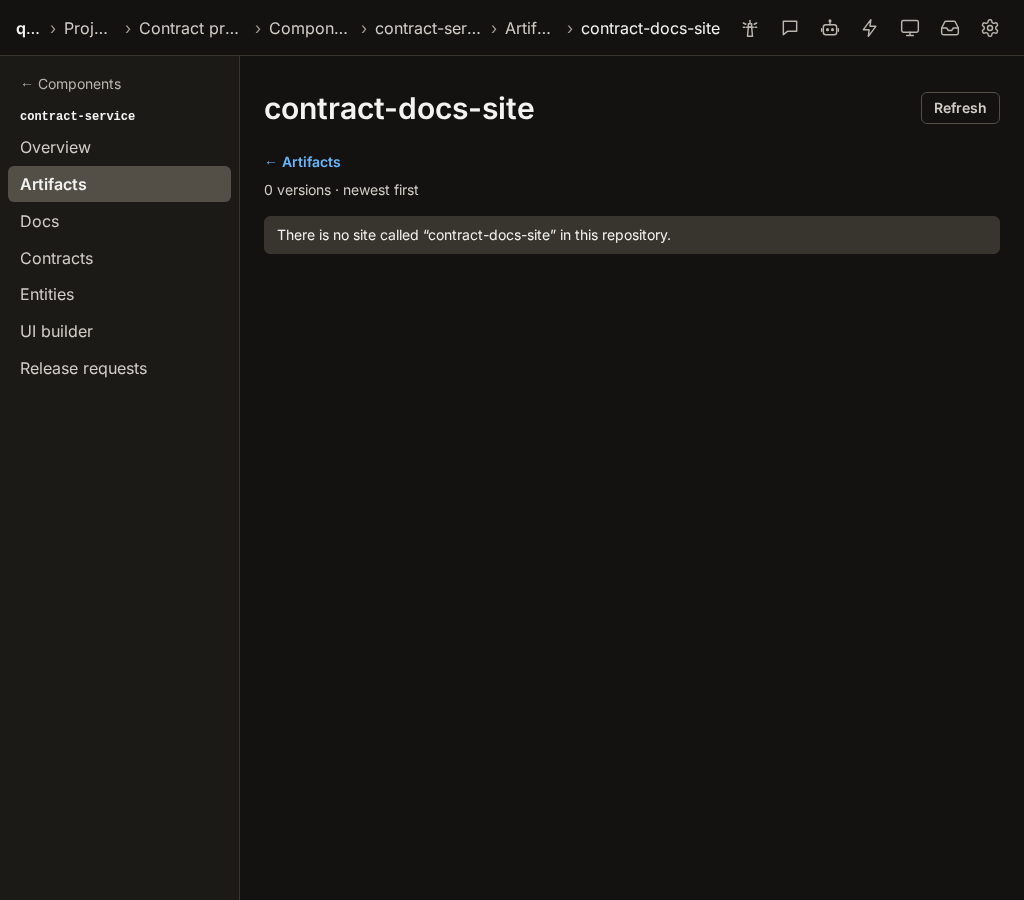 q... › Proj... › Contract pr... › Compon... › contract-ser... › Artif... › contract-docs-site
← Components
contract-service
Overview
Artifacts
Docs
Contracts
Entities
UI builder
Release requests
contract-docs-site
Refresh
← Artifacts
0 versions · newest first
There is no site called “contract-docs-site” in this repository.